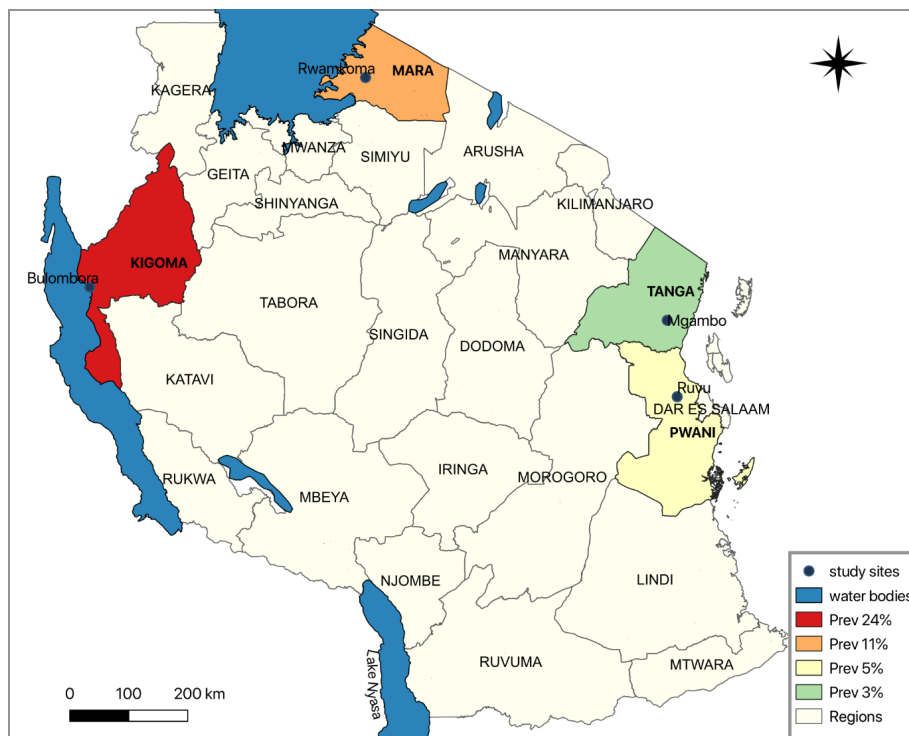 Rwamkoma
MARA
KAGERA
MWANZA
SIMIYU
ARUSHA
GEITA
SHINYANGA
KILIMANJARO
MANYARA
KIGOMA
Bulombora
TABORA
TANGA
Mgambo
SINGIDA
DODOMA
KATAVI
Ruvu
DAR ES SALAAM
PWANI
RUKWA
IRINGA
MOROGORO
MBEYA
NJOMBE
LINDI
RUVUMA
MTWARA
Lake Nyasa
0 100 200 km
study sites
water bodies
Prev 24%
Prev 11%
Prev 5%
Prev 3%
Regions